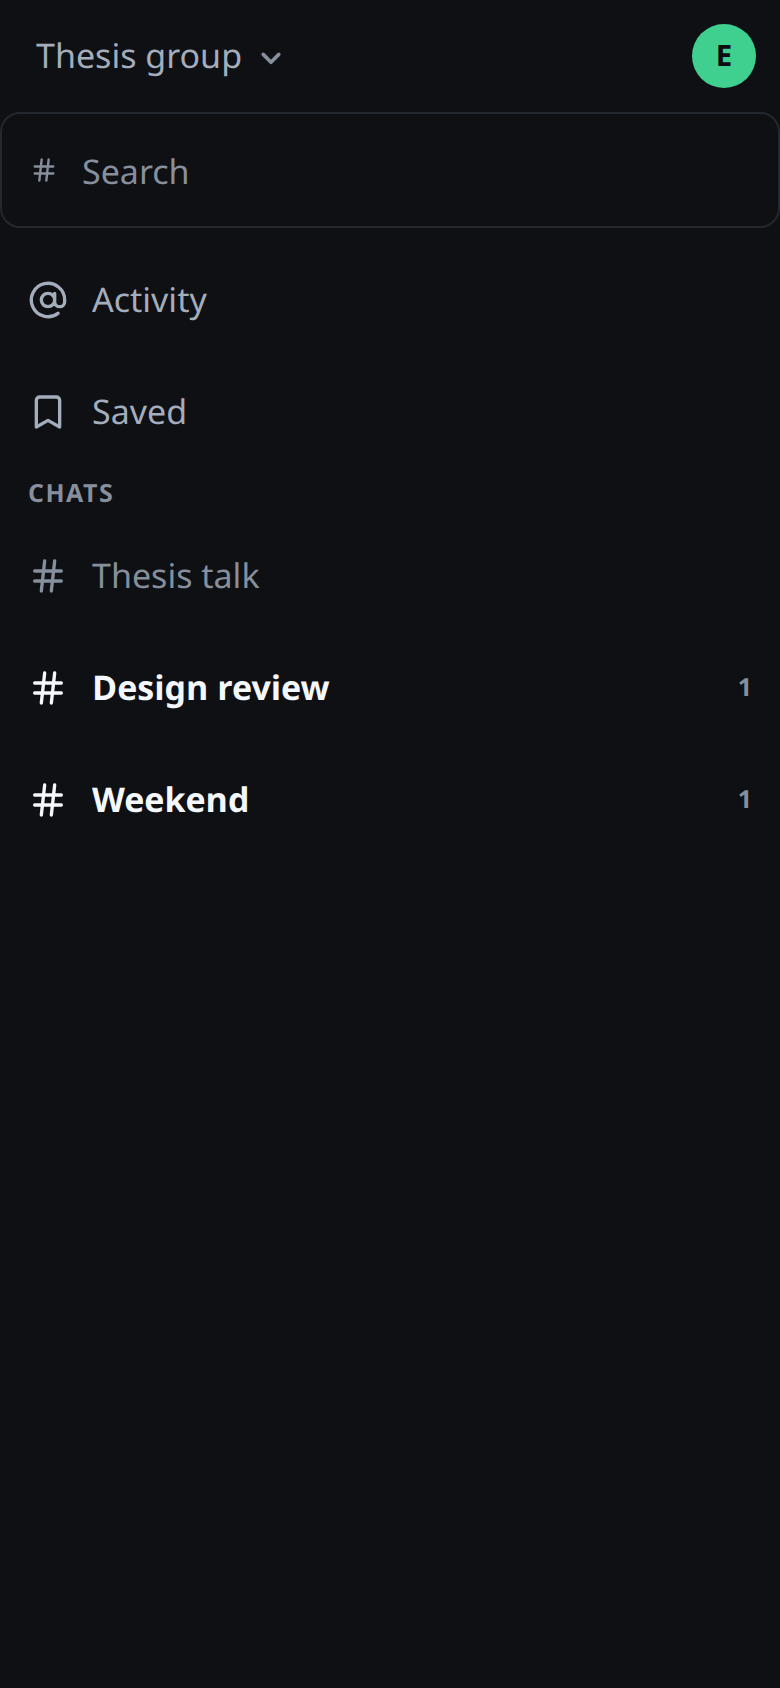 Thesis group
E
# Search
Activity
Saved
CHATS
# Thesis talk
# Design review 1
# Weekend 1